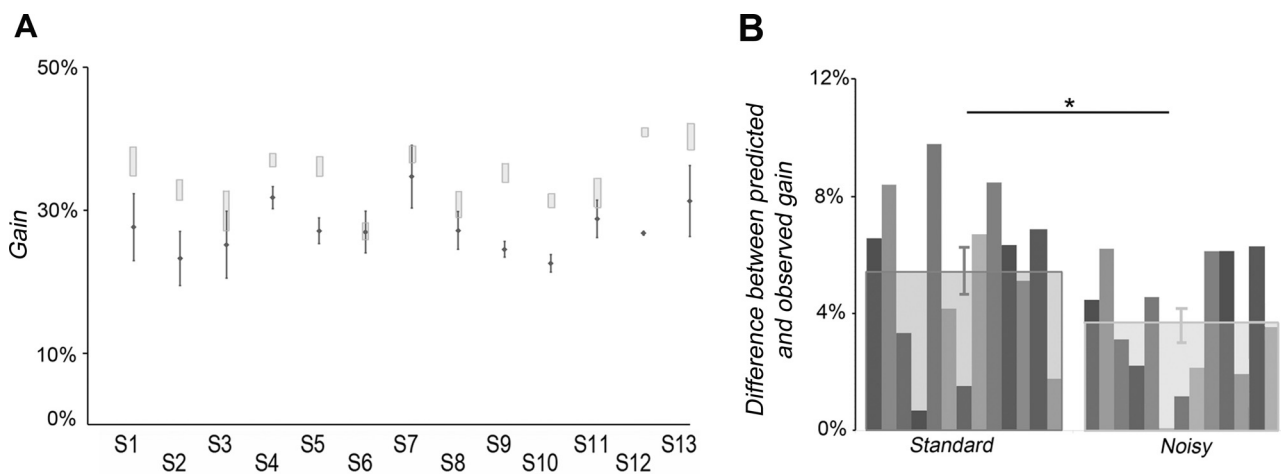 A
50%
30%
10%
0%
Gain
S1 S3 S5 S7 S9 S11 S13
S2 S4 S6 S8 S10 S12
B
12%
8%
4%
0%
Difference between predicted
and observed gain
*
Standard Noisy